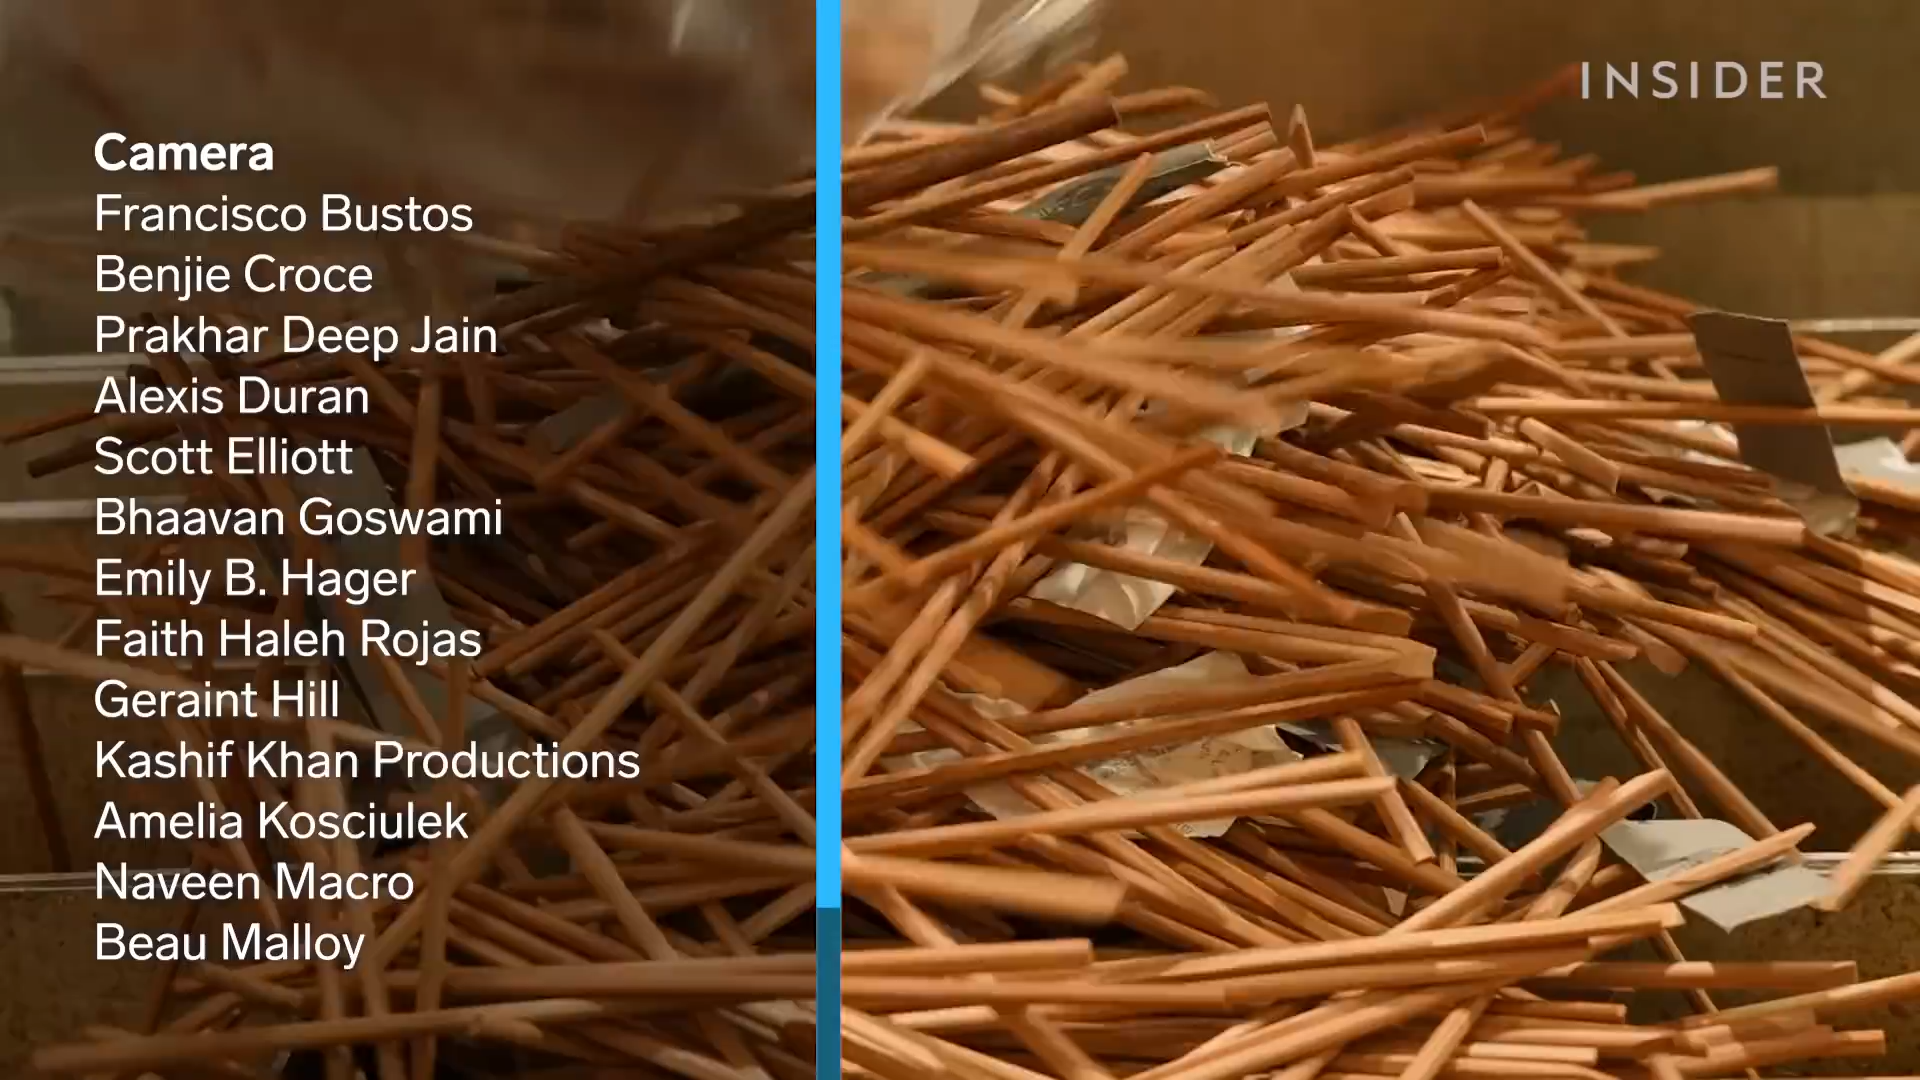 INSIDER
Camera
Francisco Bustos
Benjie Croce
Prakhar Deep Jain
Alexis Duran
Scott Elliott
Bhaavan Goswami
Emily B. Hager
Faith Haleh Rojas
Geraint Hill
Kashif Khan Productions
Amelia Kosciulek
Naveen Macro
Beau Malloy